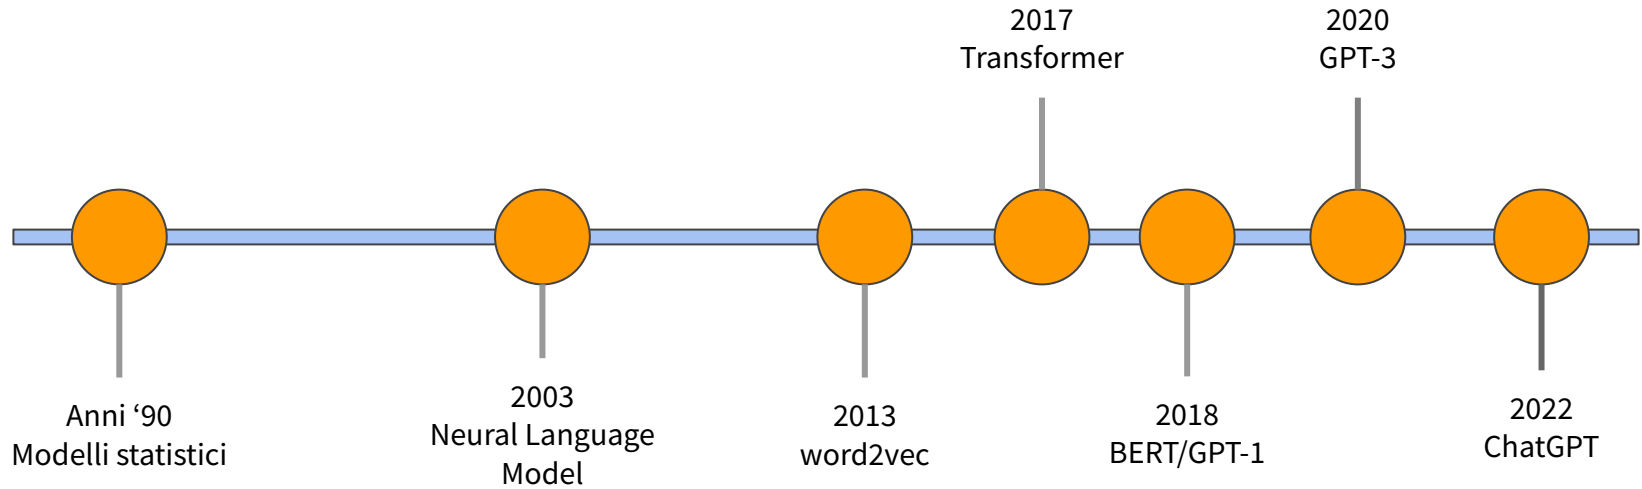 Anni ‘90
Modelli statistici
2003
Neural Language
Model
2013
word2vec
2017
Transformer
2018
BERT/GPT-1
2020
GPT-3
2022
ChatGPT